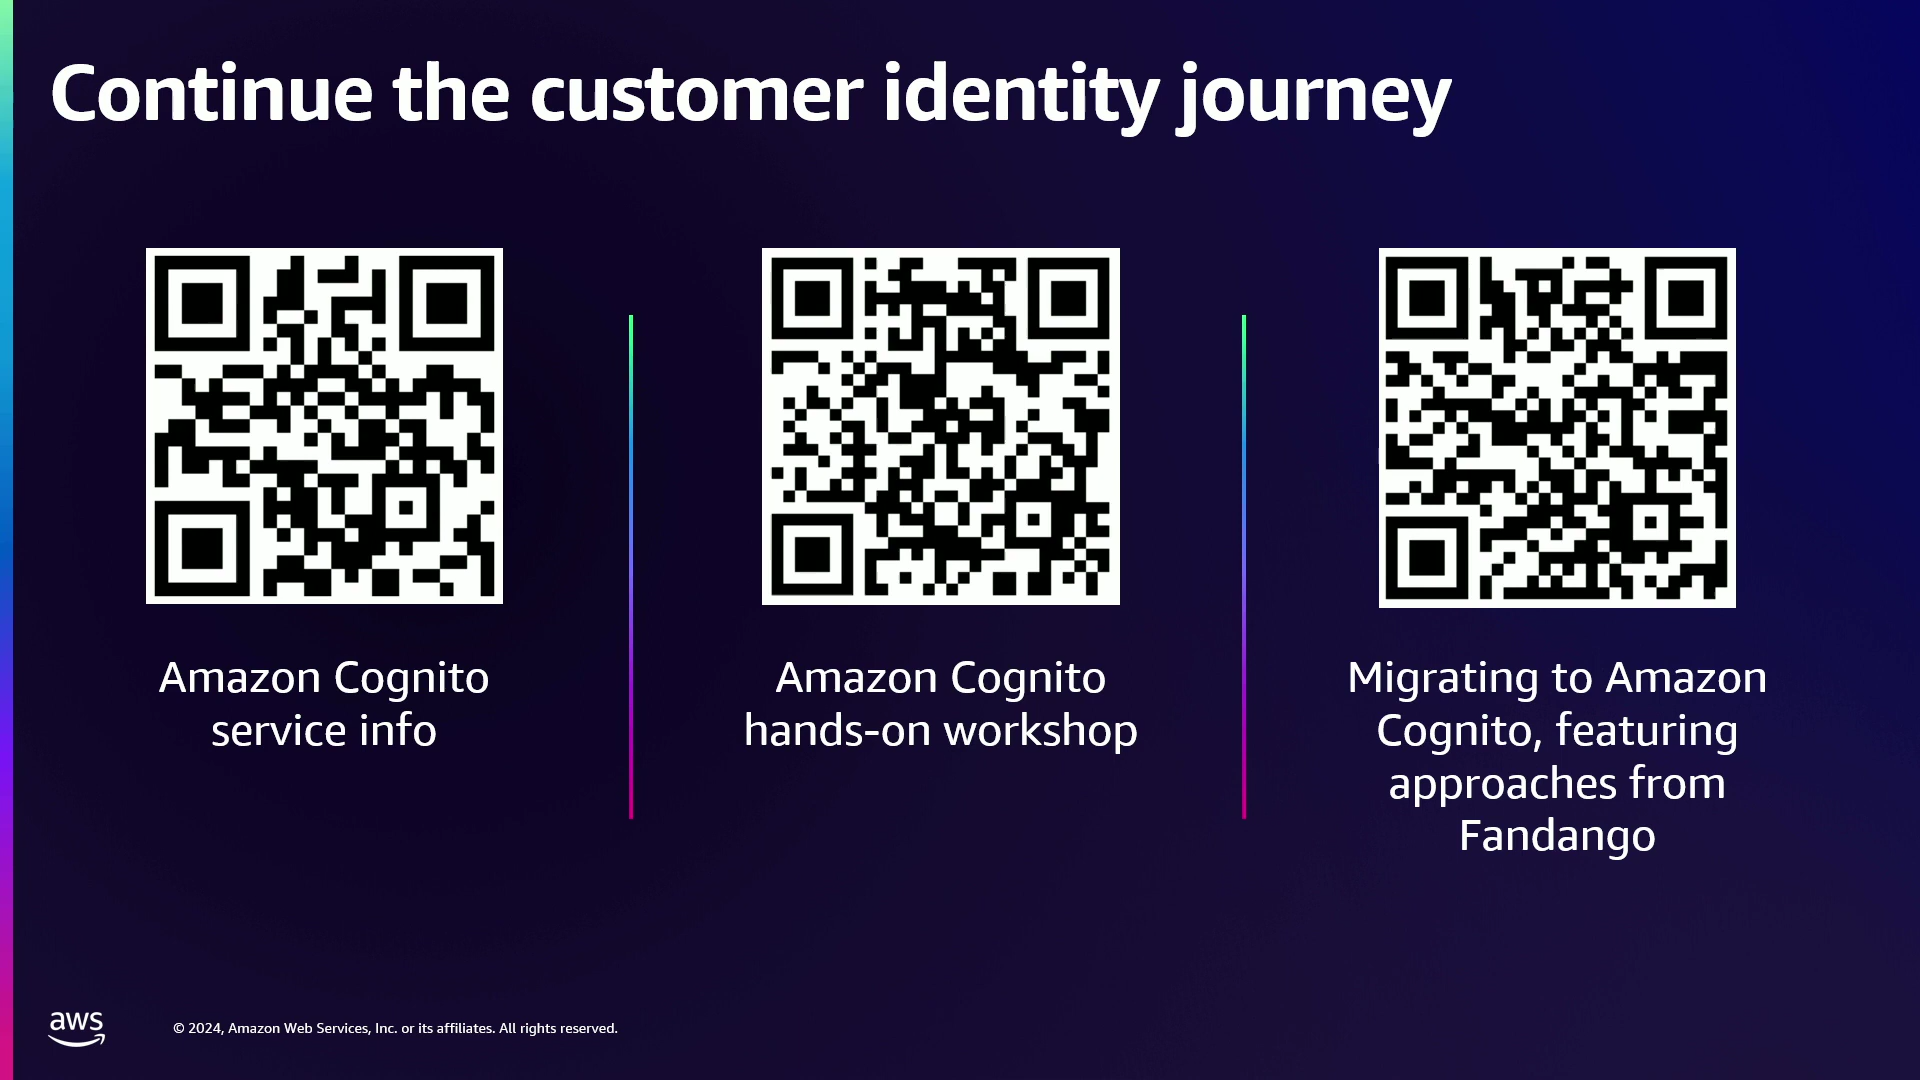 Continue the customer identity journey
Amazon Cognito
service info
Amazon Cognito
hands-on workshop
Migrating to Amazon
Cognito, featuring
approaches from
Fandango
aws
© 2024, Amazon Web Services, Inc. or its affiliates. All rights reserved.